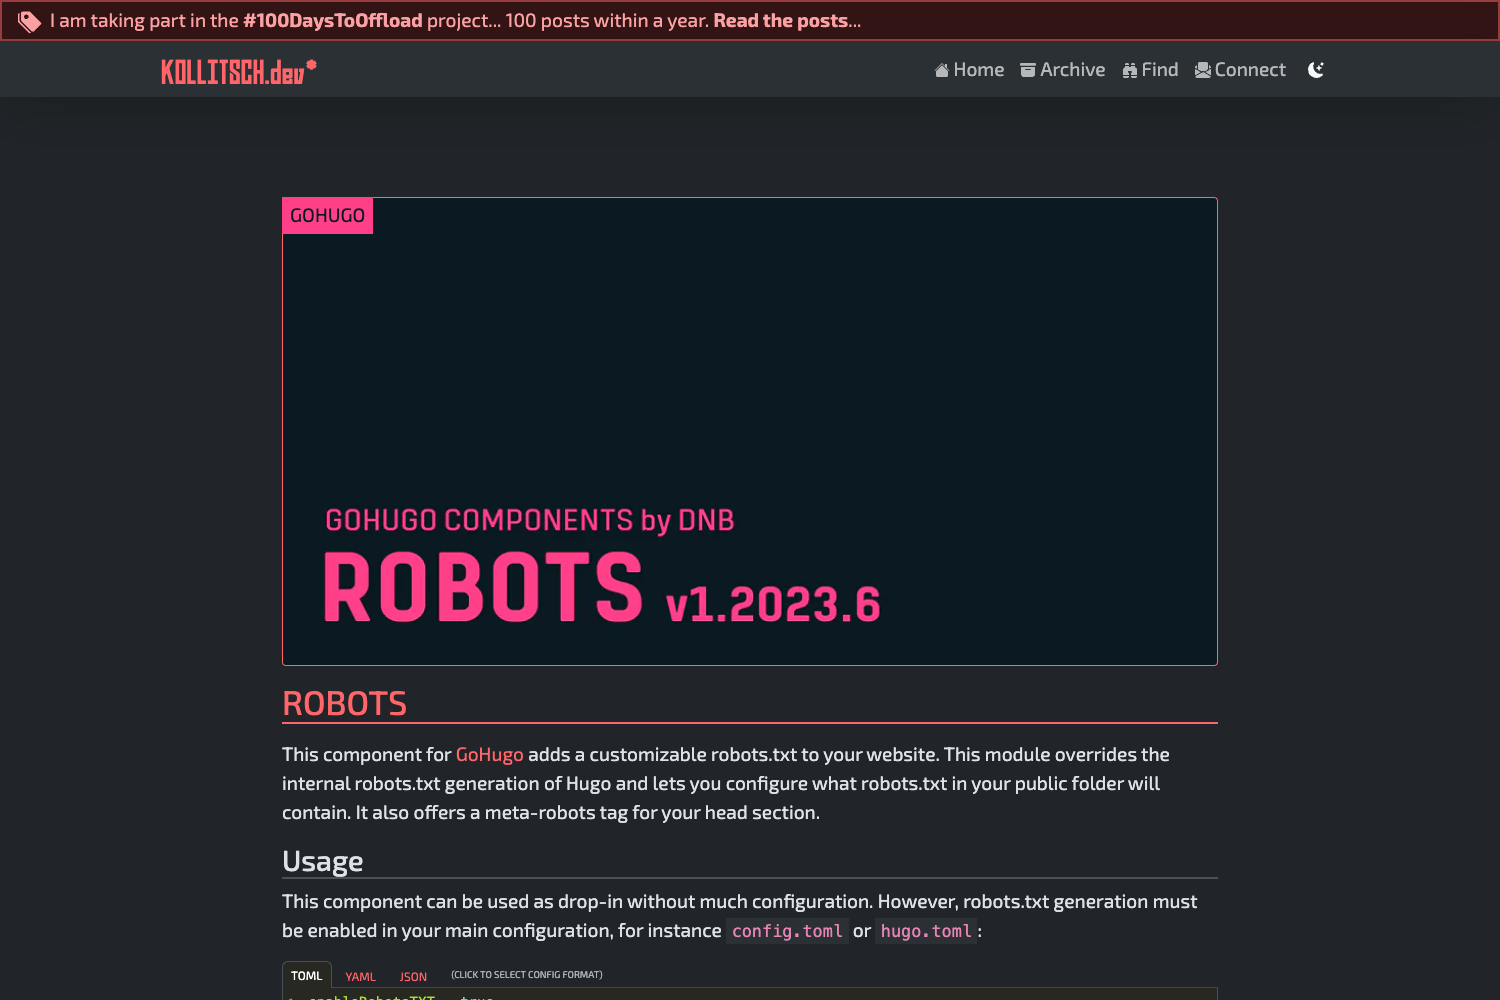 I am taking part in the #100DaysToOffload project... 100 posts within a year. Read the posts...
KOLLITSCH.dev*
Home Archive Find Connect
GOHUGO
GOHUGO COMPONENTS by DNB
ROBOTS v1.2023.6
ROBOTS
This component for GoHugo adds a customizable robots.txt to your website. This module overrides the
internal robots.txt generation of Hugo and lets you configure what robots.txt in your public folder will
contain. It also offers a meta-robots tag for your head section.
Usage
This component can be used as drop-in without much configuration. However, robots.txt generation must
be enabled in your main configuration, for instance config.toml or hugo.toml:
TOML YAML JSON (CLICK TO SELECT CONFIG FORMAT)
enableRobotsTXT = true